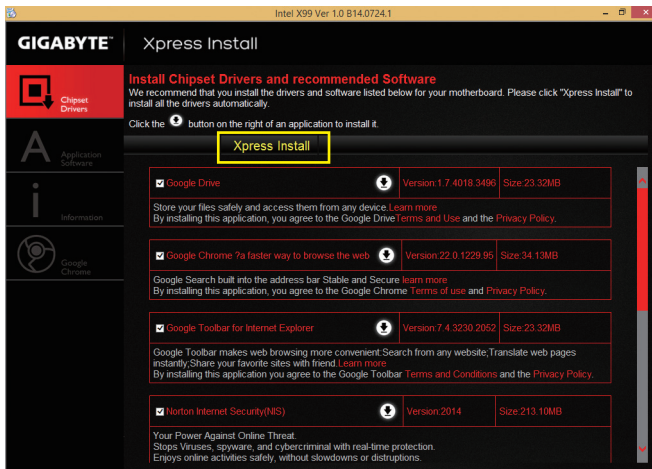 Intel X99 Ver 1.0 B14.0724.1
GIGABYTE™
Xpress Install
Chipset
Drivers
Application
Software
Information
Google
Chrome
Install Chipset Drivers and recommended Software
We recommend that you install the drivers and software listed below for your motherboard. Please click "Xpress Install" to
install all the drivers automatically.
Click the button on the right of an application to install it.
Xpress Install
Google Drive Version:1.7.4018.3496 Size:23.32MB
Store your files safely and access them from any device.Learn more
By installing this application, you agree to the Google DriveTerms and Use and the Privacy Policy.
Google Chrome ?a faster way to browse the web Version:22.0.1229.95 Size:34.13MB
Google Search built into the address bar Stable and Secure learn more
By installing this application, you agree to the Google Chrome Terms of use and Privacy Policy.
Google Toolbar for Internet Explorer Version:7.4.3230.2052 Size:23.32MB
Google Toolbar makes web browsing more convenient:Search from any website;Translate web pages
instantly;Share your favorite sites with friend.Learn more
By installing this application you agree to the Google Toolbar Terms and Conditions and the Privacy Policy.
Norton Internet Security(NIS) Version:2014 Size:213.10MB
Your Power Against Online Threat.
Stops Viruses, spyware, and cybercriminal with real-time protection.
Enjoys online activities safely, without slowdowns or distruptions.